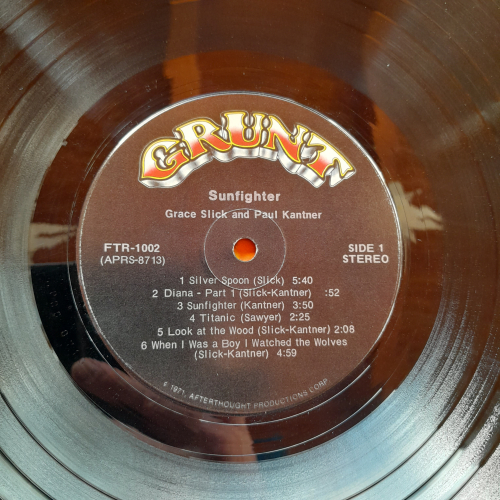 GRUNT
Sunfighter
Grace Slick and Paul Kantner
FTR-1002
(APRS-8713)
SIDE 1
STEREO
1 Silver Spoon (Slick) 5:40
2 Diana - Part 1 (Slick-Kantner) :52
3 Sunfighter (Kantner) 3:50
4 Titanic (Sawyer) 2:25
5 Look at the Wood (Slick-Kantner) 2:08
6 When I Was a Boy I Watched the Wolves
(Slick-Kantner) 4:59
℗ 1971, AFTERTHOUGHT PRODUCTIONS CORP